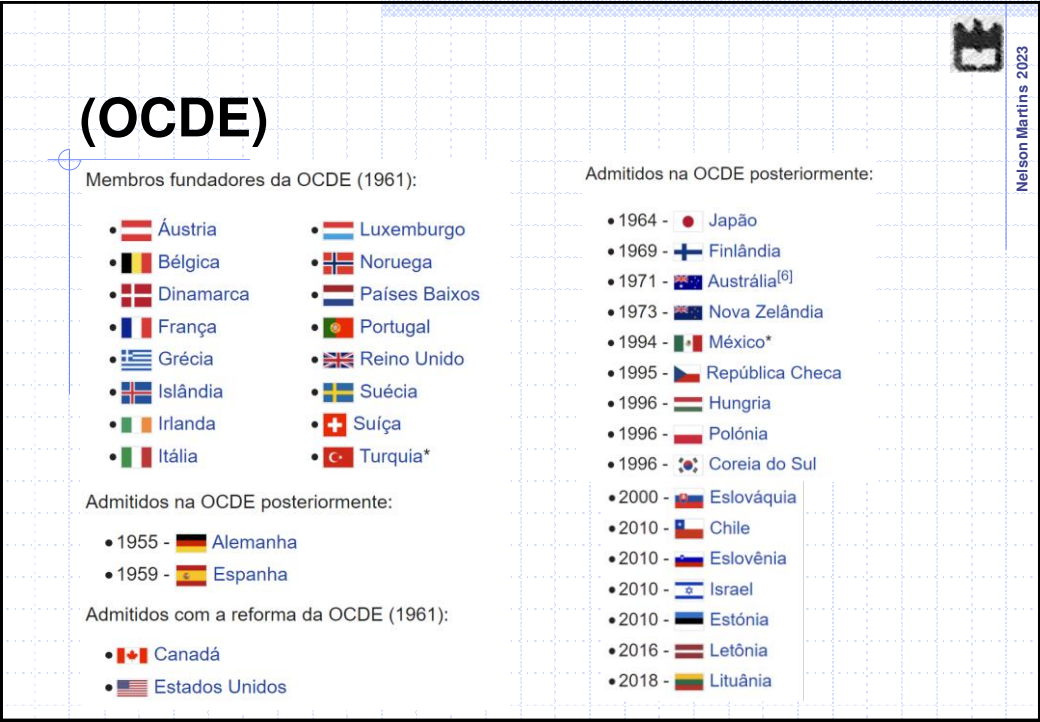 Nelson Martins 2023
(OCDE)
Membros fundadores da OCDE (1961):
• Áustria
• Bélgica
• Dinamarca
• França
• Grécia
• Islândia
• Irlanda
• Itália
• Luxemburgo
• Noruega
• Países Baixos
• Portugal
• Reino Unido
• Suécia
• Suíça
• Turquia*
Admitidos na OCDE posteriormente:
• 1955 - Alemanha
• 1959 - Espanha
Admitidos com a reforma da OCDE (1961):
• Canadá
• Estados Unidos
Admitidos na OCDE posteriormente:
• 1964 - Japão
• 1969 - Finlândia
• 1971 - Austrália[6]
• 1973 - Nova Zelândia
• 1994 - México*
• 1995 - República Checa
• 1996 - Hungria
• 1996 - Polónia
• 1996 - Coreia do Sul
• 2000 - Eslováquia
• 2010 - Chile
• 2010 - Eslovênia
• 2010 - Israel
• 2010 - Estónia
• 2016 - Letônia
• 2018 - Lituânia